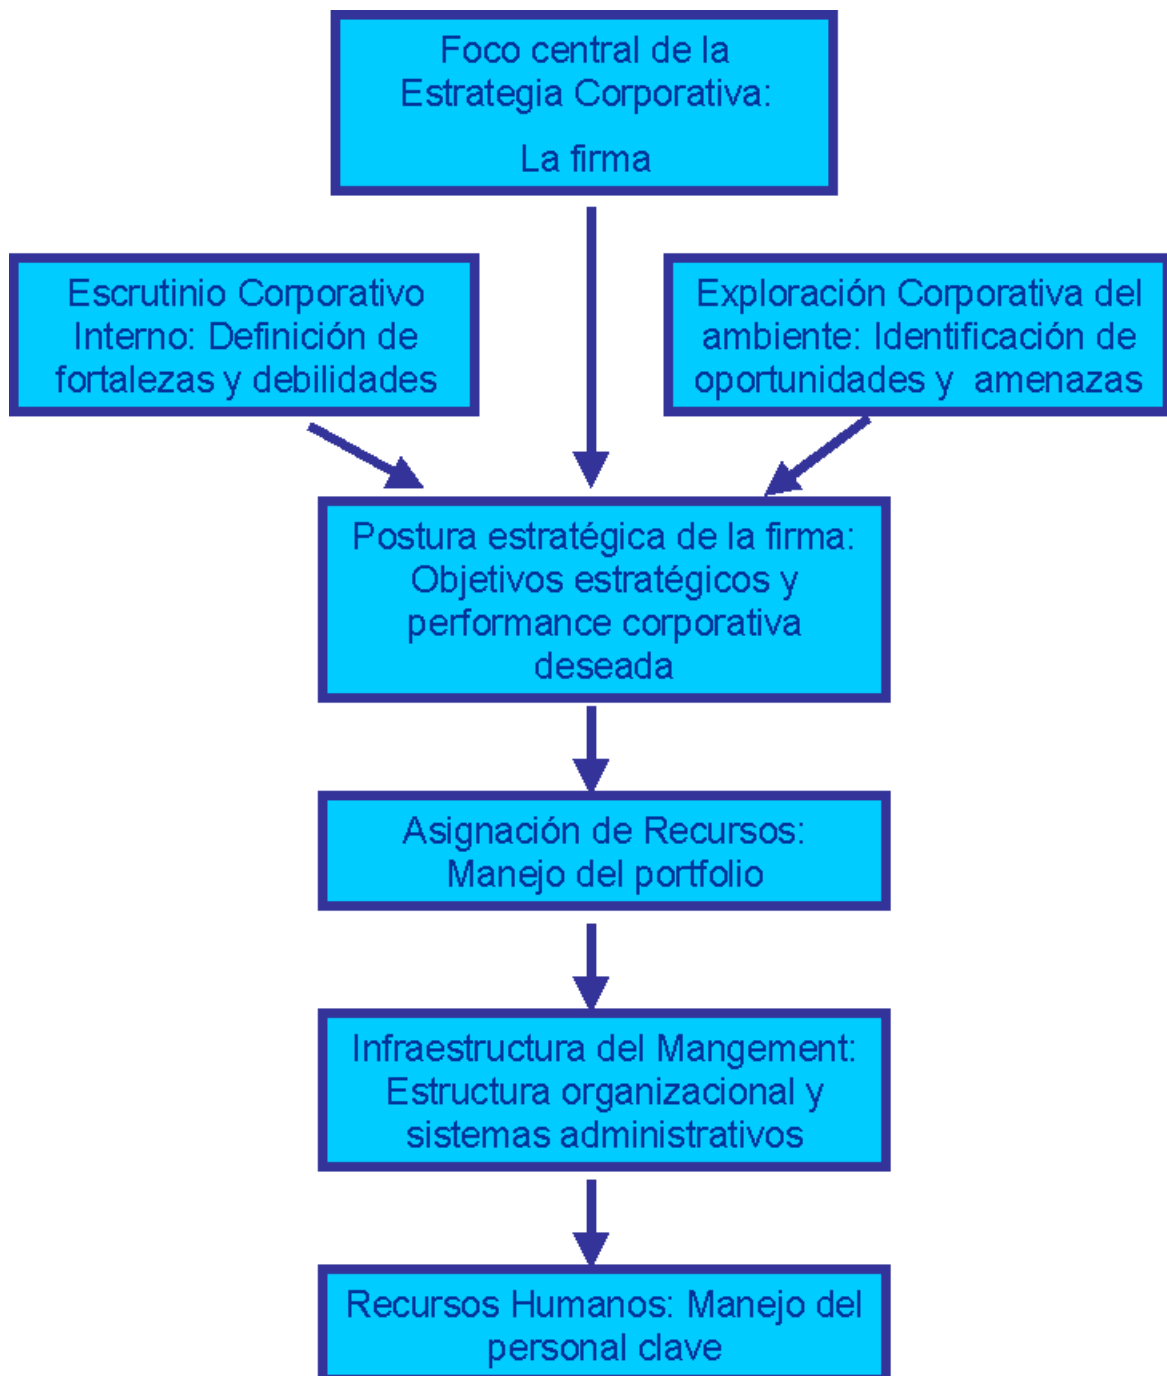 Foco central de la
Estrategia Corporativa:
La firma
Escrutinio Corporativo
Interno: Definición de
fortalezas y debilidades
Exploración Corporativa del
ambiente: Identificación de
oportunidades y amenazas
Postura estratégica de la firma:
Objetivos estratégicos y
performance corporativa
deseada
Asignación de Recursos:
Manejo del portfolio
Infraestructura del Mangement:
Estructura organizacional y
sistemas administrativos
Recursos Humanos: Manejo del
personal clave